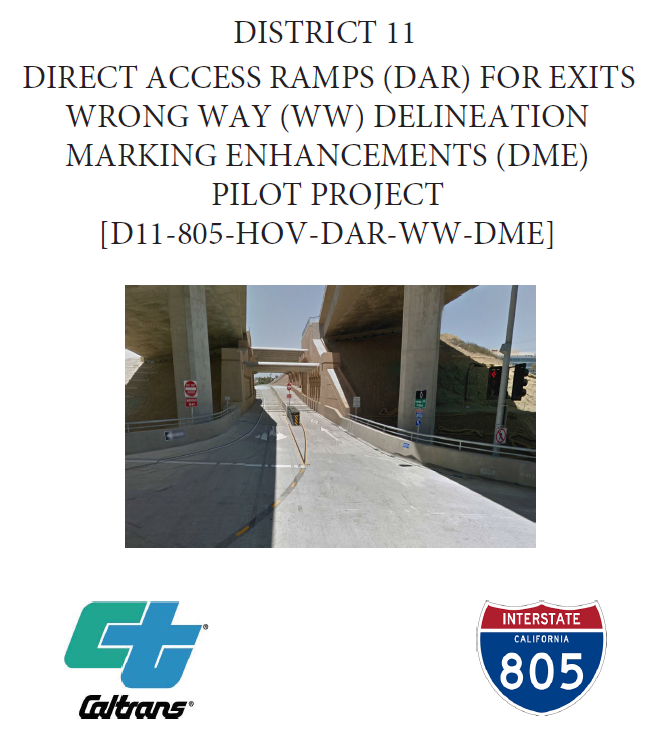 DISTRICT 11
DIRECT ACCESS RAMPS (DAR) FOR EXITS
WRONG WAY (WW) DELINEATION
MARKING ENHANCEMENTS (DME)
PILOT PROJECT
[D11-805-HOV-DAR-WW-DME]
Caltrans®
INTERSTATE
CALIFORNIA
805